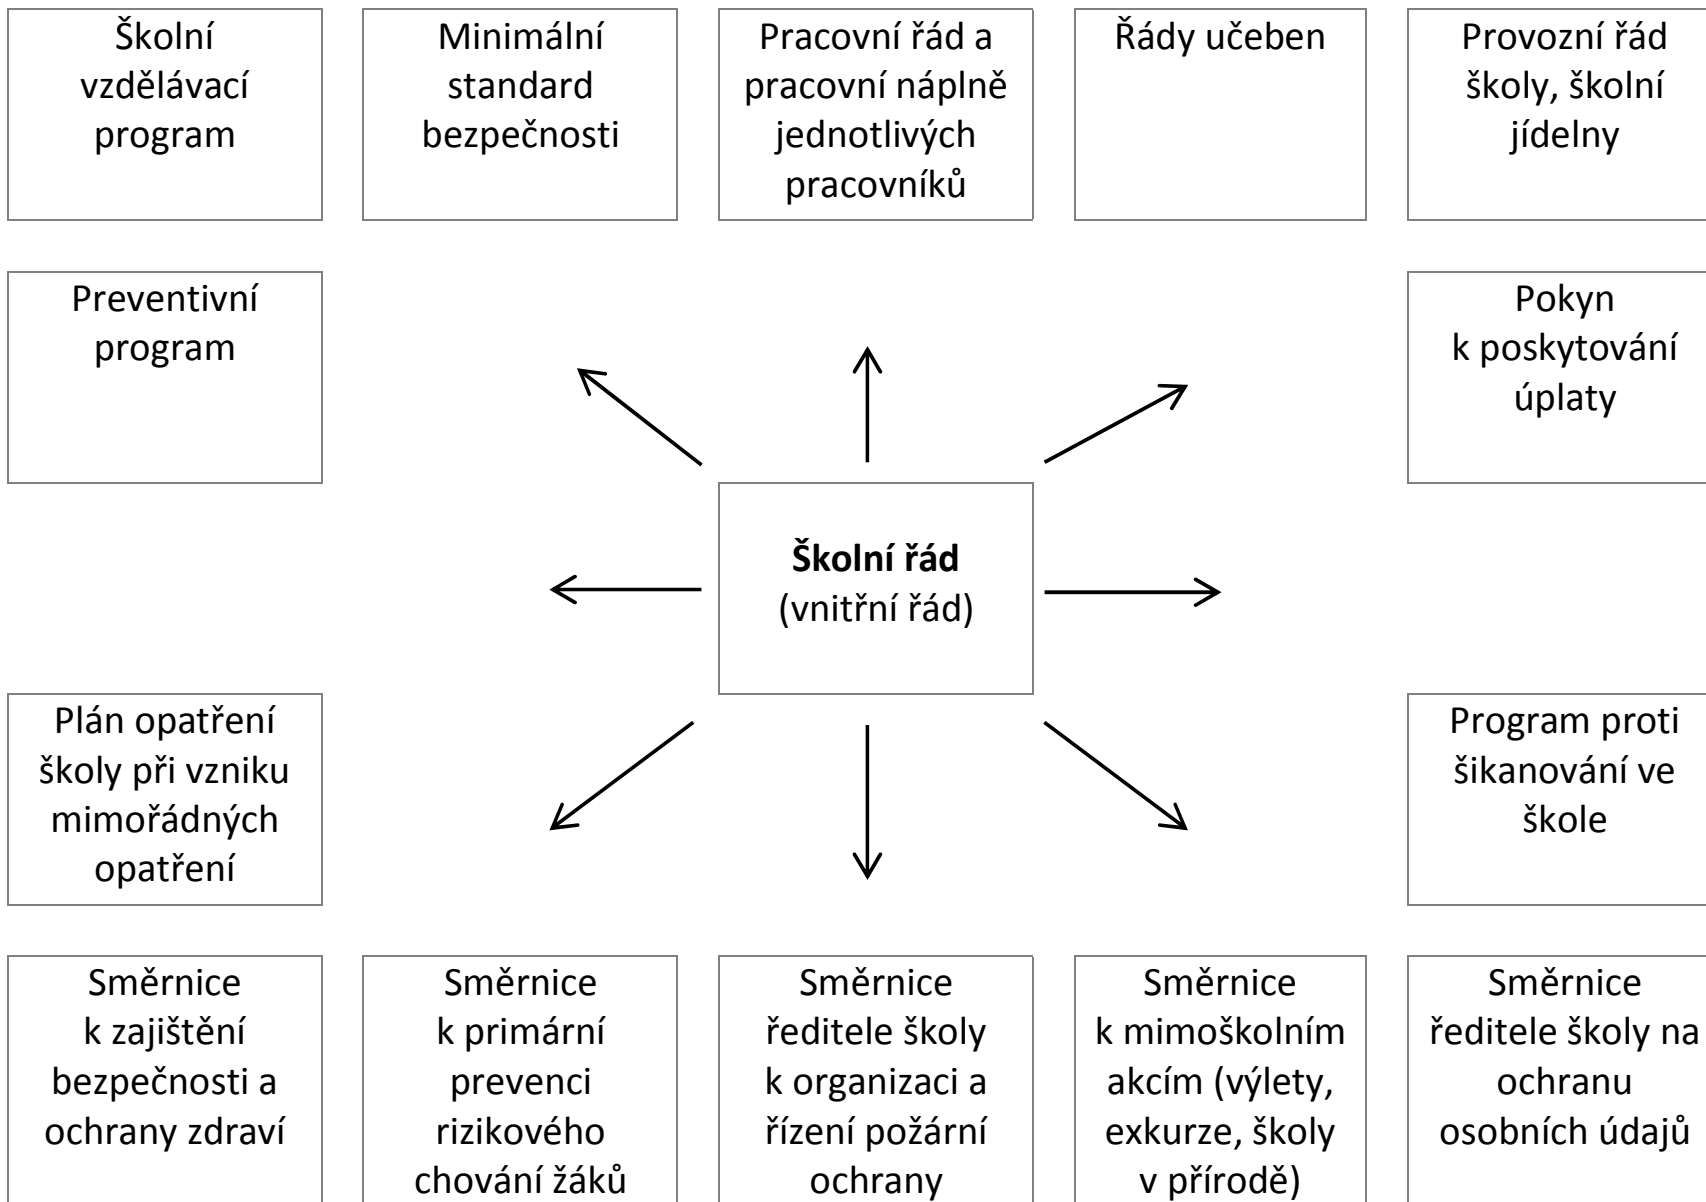 Školní
vzdělávací
program
Minimální
standard
bezpečnosti
Pracovní řád a
pracovní náplně
jednotlivých
pracovníků
Řády učeben
Provozní řád
školy, školní
jídelny
Preventivní
program
Pokyn
k poskytování
úplaty
Školní řád
(vnitřní řád)
Plán opatření
školy při vzniku
mimořádných
opatření
Program proti
šikanování ve
škole
Směrnice
k zajištění
bezpečnosti a
ochrany zdraví
Směrnice
k primární
prevenci
rizikového
chování žáků
Směrnice
ředitele školy
k organizaci a
řízení požární
ochrany
Směrnice
k mimoškolním
akcím (výlety,
exkurze, školy
v přírodě)
Směrnice
ředitele školy na
ochranu
osobních údajů